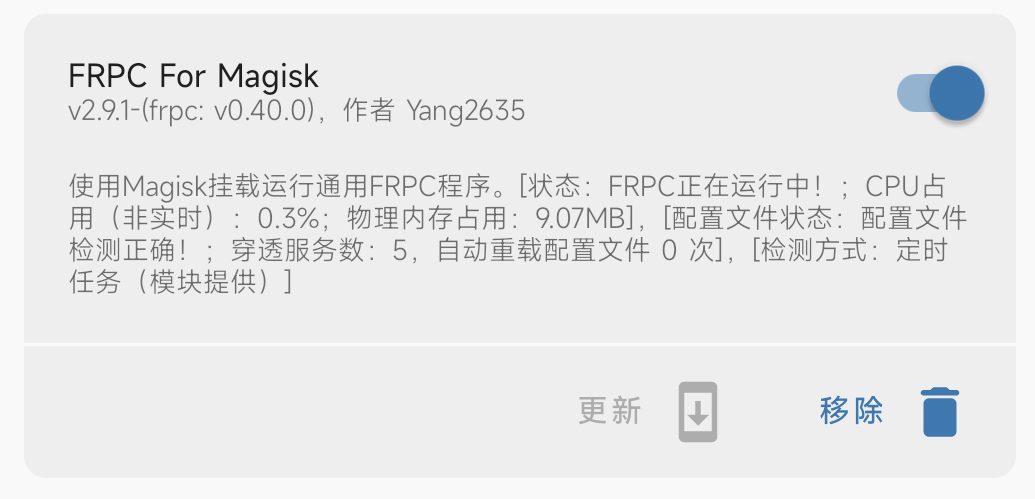 FRPC For Magisk
v2.9.1-(frpc: v0.40.0)，作者 Yang2635
使用Magisk挂载运行通用FRPC程序。[状态：FRPC正在运行中！；CPU占
用（非实时）：0.3%；物理内存占用：9.07MB]，[配置文件状态：配置文件
检测正确！；穿透服务数：5，自动重载配置文件 0 次]，[检测方式：定时
任务（模块提供）]
更新 移除